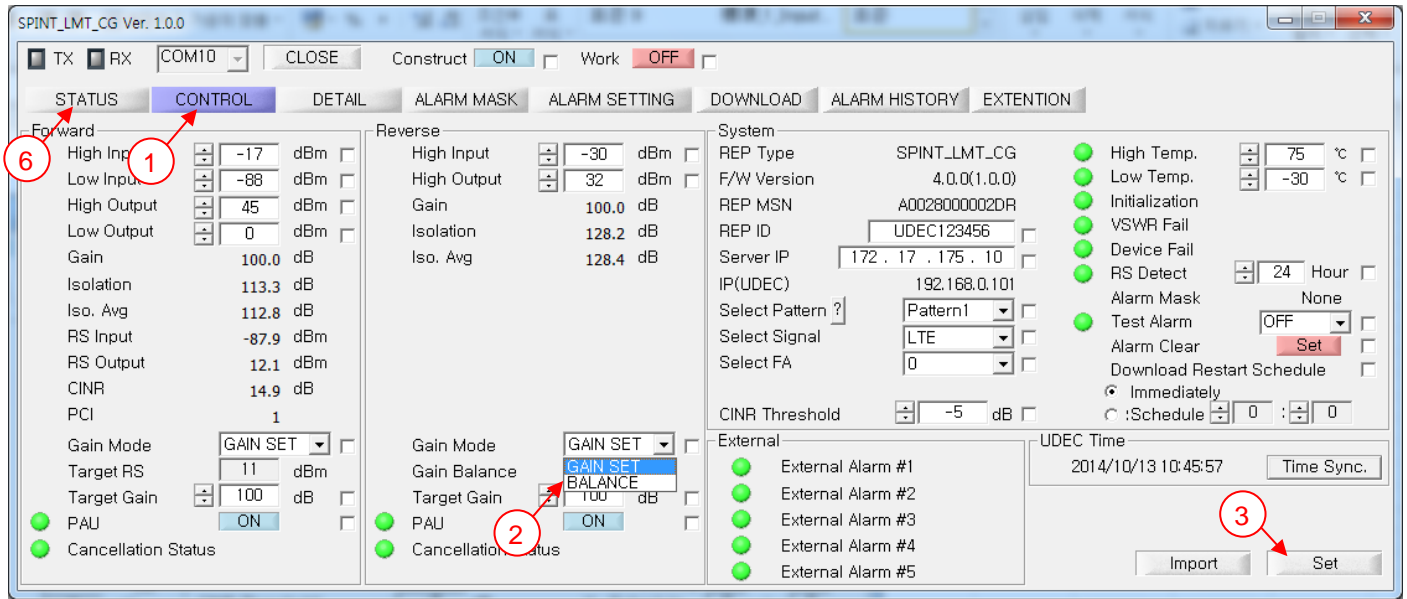 SPINT_LMT_CG Ver. 1.0.0
TX RX COM10 CLOSE Construct ON Work OFF
STATUS CONTROL DETAIL ALARM MASK ALARM SETTING DOWNLOAD ALARM HISTORY EXTENTION
6
1
Forward
High Inp -17 dBm
Low Input -88 dBm
High Output 45 dBm
Low Output 0 dBm
Gain 100.0 dB
Isolation 113.3 dB
Iso. Avg 112.8 dB
RS Input -87.9 dBm
RS Output 12.1 dBm
CINR 14.9 dB
PCI 1
Gain Mode GAIN SET
Target RS 11 dBm
Target Gain 100 dB
PAU ON
Cancellation Status
Reverse
High Input -30 dBm
High Output 32 dBm
Gain 100.0 dB
Isolation 128.2 dB
Iso. Avg 128.4 dB
Gain Mode GAIN SET
Gain Balance GAIN SET
BALANCE
Target Gain 100 dB
PAU ON
2
Cancellation Status
System
REP Type SPINT_LMT_CG
F/W Version 4.0.0(1.0.0)
REP MSN A0028000002DR
REP ID UDEC123456
Server IP 172 . 17 . 175 . 10
IP(UDEC) 192.168.0.101
Select Pattern ? Pattern1
Select Signal LTE
Select FA 0
CINR Threshold -5 dB
High Temp. 75 ℃
Low Temp. -30 ℃
Initialization
VSWR Fail
Device Fail
RS Detect 24 Hour
Alarm Mask None
Test Alarm OFF
Alarm Clear Set
Download Restart Schedule
Immediately
:Schedule 0 : 0
External
External Alarm #1
External Alarm #2
External Alarm #3
External Alarm #4
External Alarm #5
UDEC Time
2014/10/13 10:45:57 Time Sync.
3
Import Set